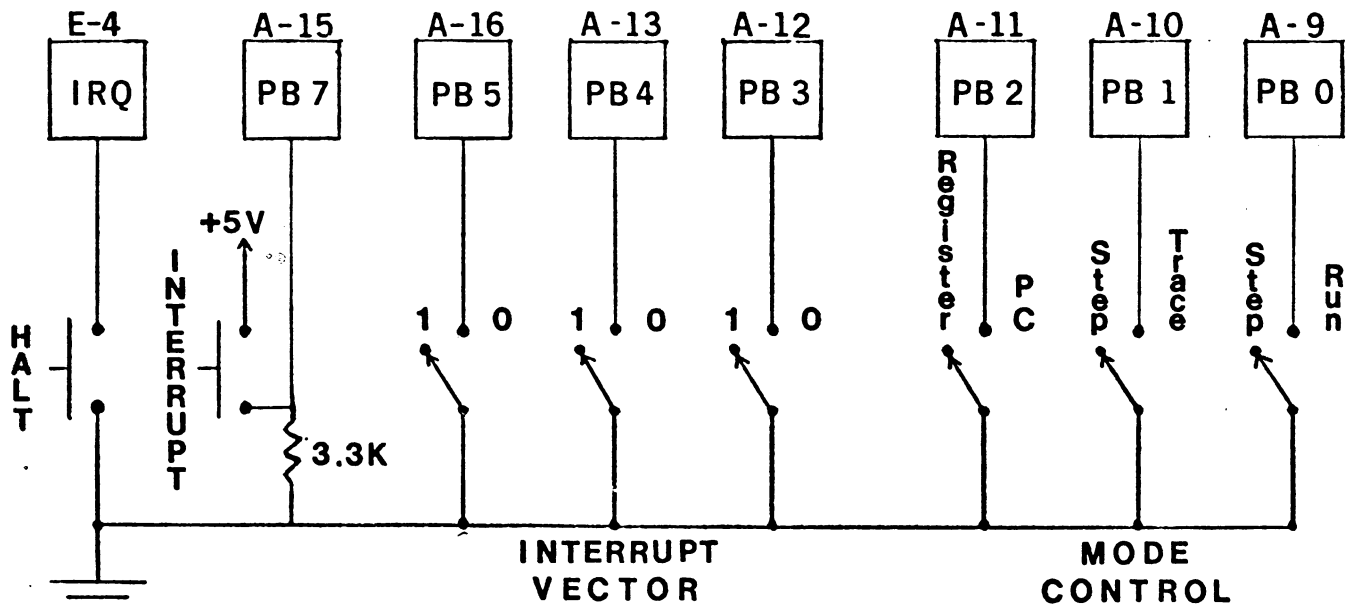 E-4 A-15 A-16 A-13 A-12 A-11 A-10 A-9
IRQ PB 7 PB 5 PB 4 PB 3 PB 2 PB 1 PB 0
+5V
HALT
INTERRUPT
3.3K
1 0
1 0
1 0
Register
PC
Step
Trace
Step
Run
INTERRUPT
VECTOR
MODE
CONTROL